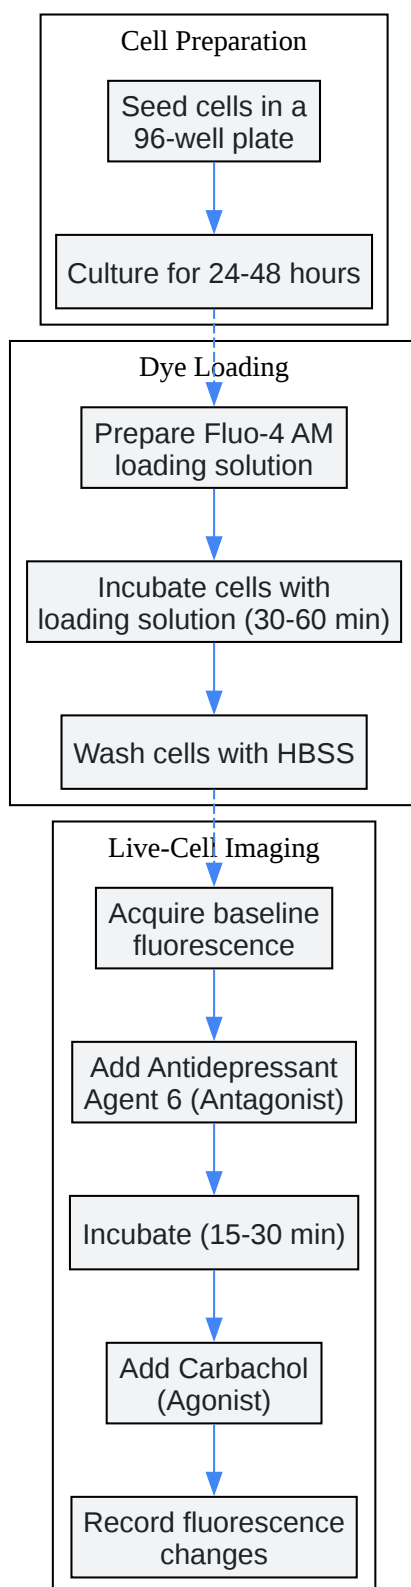 Cell Preparation
Seed cells in a
96-well plate
Culture for 24-48 hours
Dye Loading
Prepare Fluo-4 AM
loading solution
Incubate cells with
loading solution (30-60 min)
Wash cells with HBSS
Live-Cell Imaging
Acquire baseline
fluorescence
Add Antidepressant
Agent 6 (Antagonist)
Incubate (15-30 min)
Add Carbachol
(Agonist)
Record fluorescence
changes